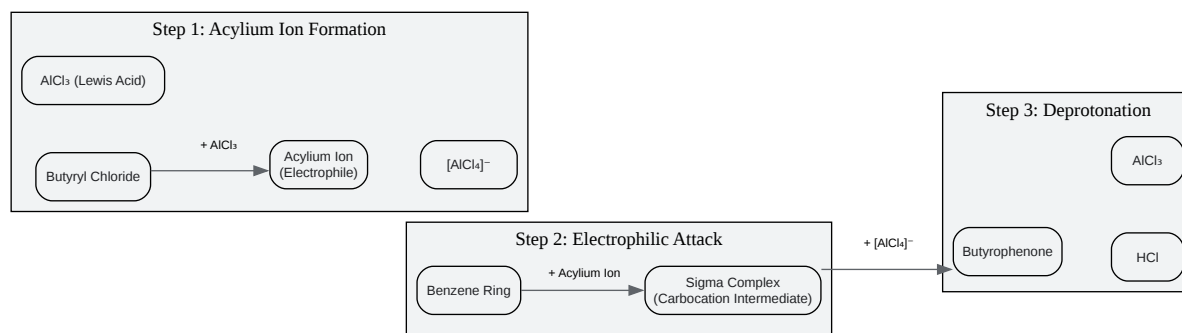 Step 1: Acylium Ion Formation
AlCl₃ (Lewis Acid)
+ AlCl₃
Butyryl Chloride
Acylium Ion
(Electrophile)
[AlCl₄]⁻
Step 2: Electrophilic Attack
Benzene Ring
+ Acylium Ion
Sigma Complex
(Carbocation Intermediate)
+ [AlCl₄]⁻
Step 3: Deprotonation
AlCl₃
Butyrophenone
HCl